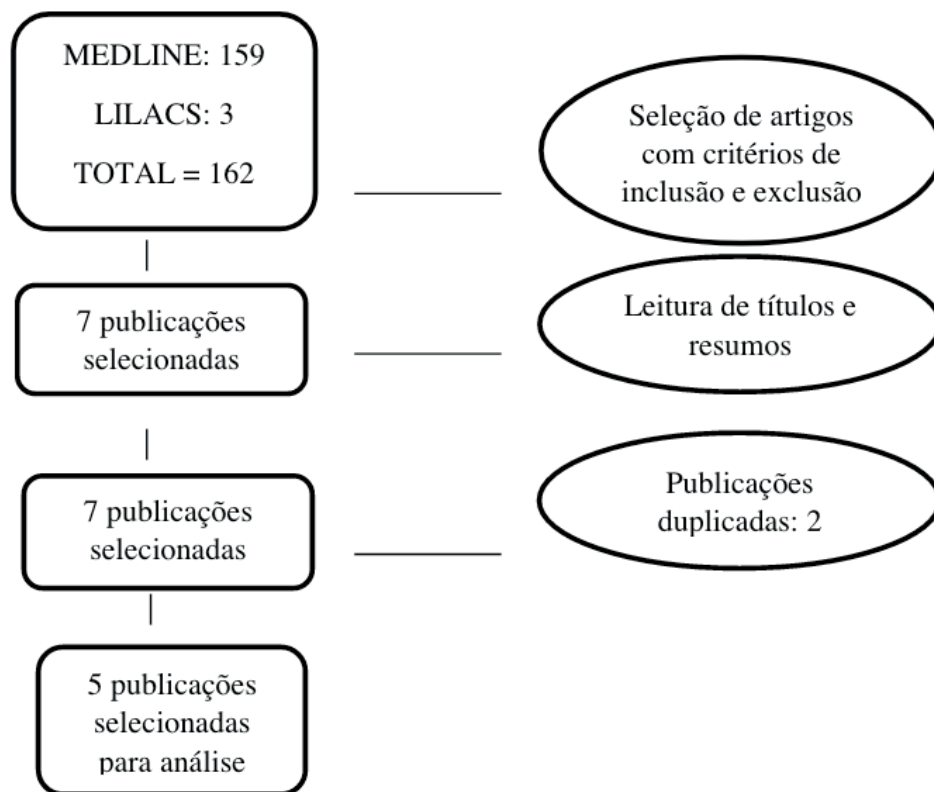 MEDLINE: 159
LILACS: 3
TOTAL = 162
Seleção de artigos
com critérios de
inclusão e exclusão
7 publicações
selecionadas
Leitura de títulos e
resumos
7 publicações
selecionadas
Publicações
duplicadas: 2
5 publicações
selecionadas
para análise